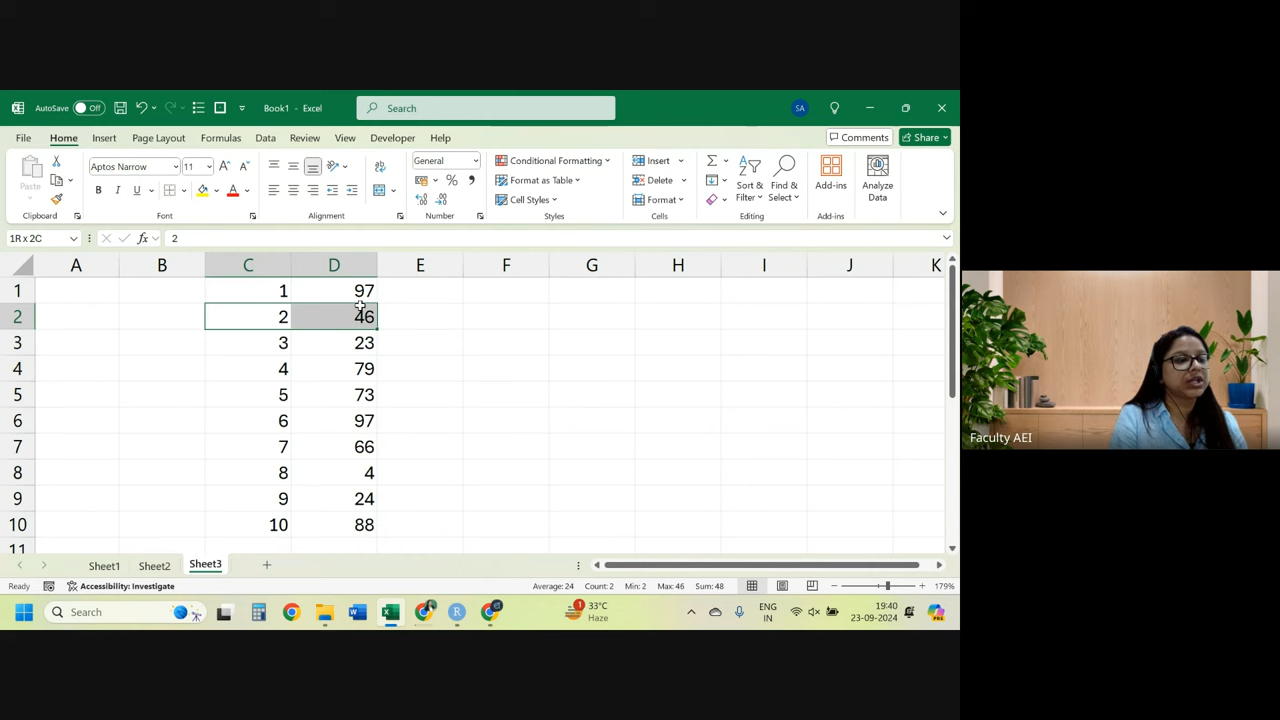 AutoSave Off Book1 - Excel Search SA
File Home Insert Page Layout Formulas Data Review View Developer Help Comments Share
Paste Aptos Narrow 11 A A General Conditional Formatting Insert Sort & Filter Find & Select Add-ins Analyze Data
B I U A % , Format as Table Delete
Cell Styles Format
Clipboard Font Alignment Number Styles Cells Editing Add-ins
1R x 2C fx 2
A B C D E F G H I J K
1 1 97
2 2 46
3 3 23
4 4 79
5 5 73
6 6 97
7 7 66
8 8 4
9 9 24
10 10 88
11
Sheet1 Sheet2 Sheet3 +
Ready Accessibility: Investigate Average: 24 Count: 2 Min: 2 Max: 46 Sum: 48 179%
Search 1 33°C Haze ENG IN 19:40 23-09-2024
Faculty AEI